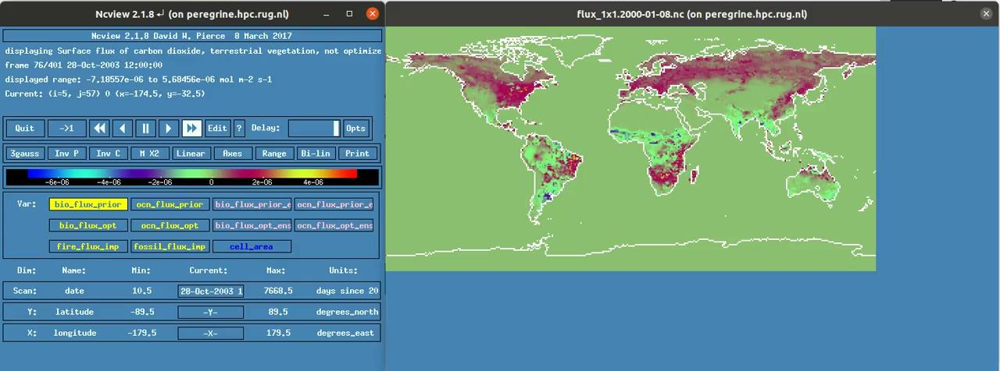 Ncview 2.1.8 (on peregrine.hpc.rug.nl)
flux_1x1.2000-01-08.nc (on peregrine.hpc.rug.nl)
Ncview 2.1.8 David W. Pierce 8 March 2017
displaying Surface flux of carbon dioxide, terrestrial vegetation, not optimize
frame 76/401 28-Oct-2003 12:00:00
displayed range: -7.18557e-06 to 5.68456e-06 mol m-2 s-1
Current: (i=5, j=57) 0 (x=-174.5, y=-32.5)
Quit ->1 Edit ? Delay: Opts
3gauss Inv P Inv C M X2 Linear Axes Range Bi-lin Print
-6e-06 -4e-06 -2e-06 0 2e-06 4e-06
Var: bio_flux_prior ocn_flux_prior bio_flux_prior_e ocn_flux_prior_e
bio_flux_opt ocn_flux_opt bio_flux_opt_ens ocn_flux_opt_ens
fire_flux_imp fossil_flux_imp cell_area
Dim: Name: Min: Current: Max: Units:
Scan: date 10.5 28-Oct-2003 1 7668.5 days since 20
Y: latitude -89.5 -Y- 89.5 degrees_north
X: longitude -179.5 -X- 179.5 degrees_east